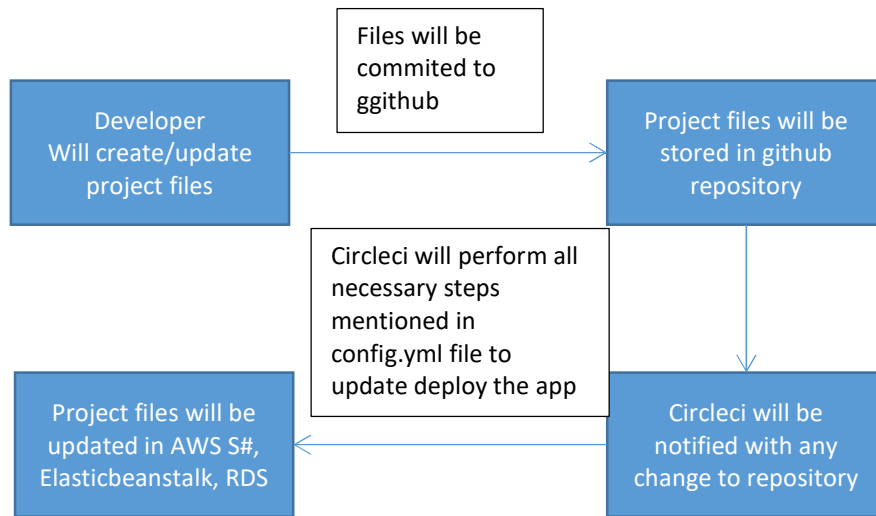 Files will be
commited to
ggithub
Developer
Will create/update
project files
Project files will be
stored in github
repository
Circleci will perform all
necessary steps
mentioned in
config.yml file to
update deploy the app
Project files will be
updated in AWS S#,
Elasticbeanstalk, RDS
Circleci will be
notified with any
change to repository